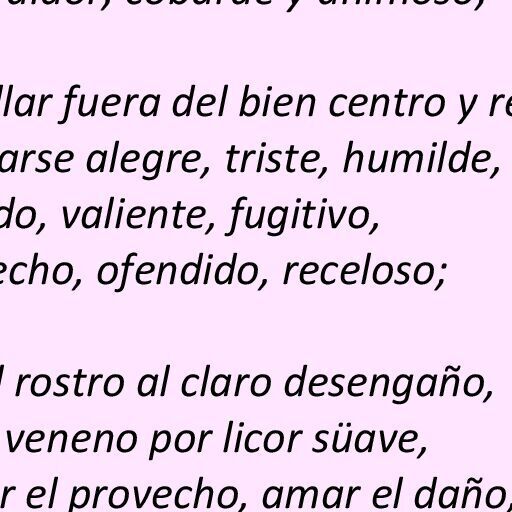 cobarde y animoso,
llar fuera del bien centro y re
arse alegre, triste, humilde,
do, valiente, fugitivo,
echo, ofendido, receloso;
l rostro al claro desengaño,
veneno por licor süave,
r el provecho, amar el daño,